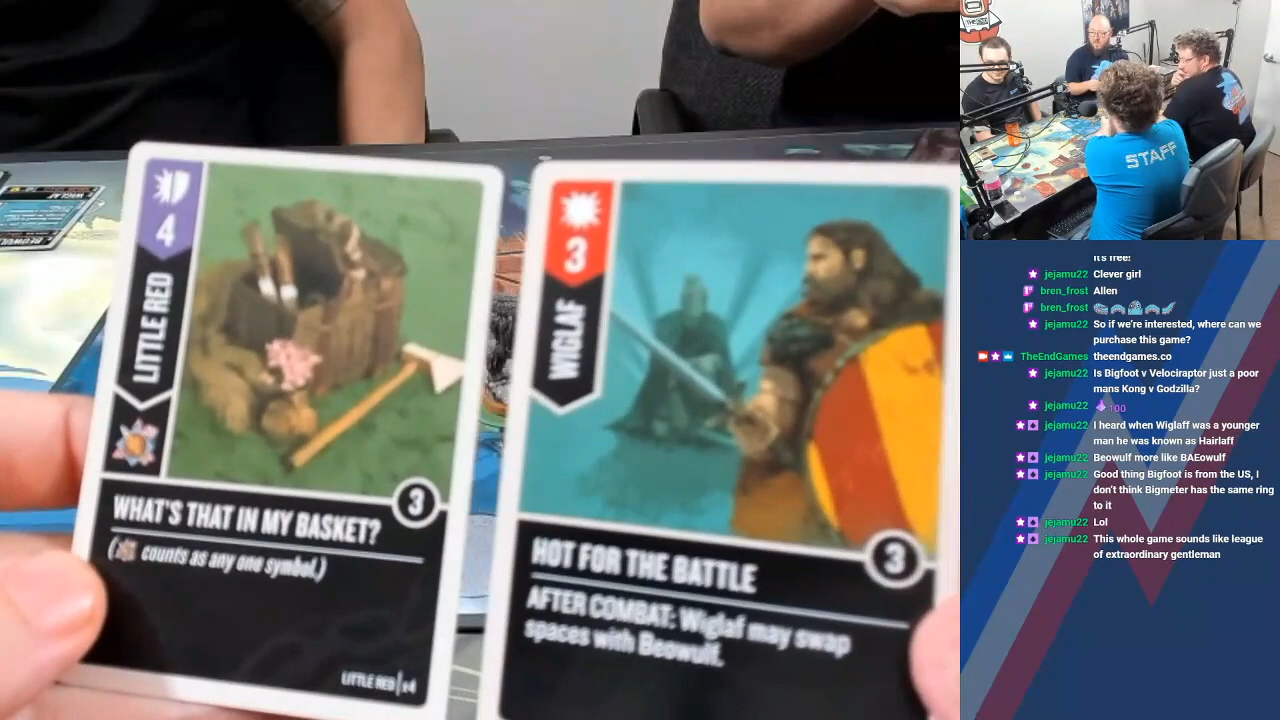 4
LITTLE RED
3
WHAT'S THAT IN MY BASKET?
( counts as any one symbol.)
LITTLE RED x4
3
WIGLAF
3
HOT FOR THE BATTLE
AFTER COMBAT: Wiglaf may swap
spaces with Beowulf.
STAFF
It's free!
jejamu22 Clever girl
bren_frost Allen
bren_frost
jejamu22 So if we're interested, where can we
purchase this game?
TheEndGames theendgames.co
jejamu22 Is Bigfoot v Velociraptor just a poor
mans Kong v Godzilla?
jejamu22 100
jejamu22 I heard when Wiglaff was a younger
man he was known as Hairlaff
jejamu22 Beowulf more like BAEowulf
jejamu22 Good thing Bigfoot is from the US, I
don't think Bigmeter has the same ring
to it
jejamu22 Lol
jejamu22 This whole game sounds like league
of extraordinary gentleman